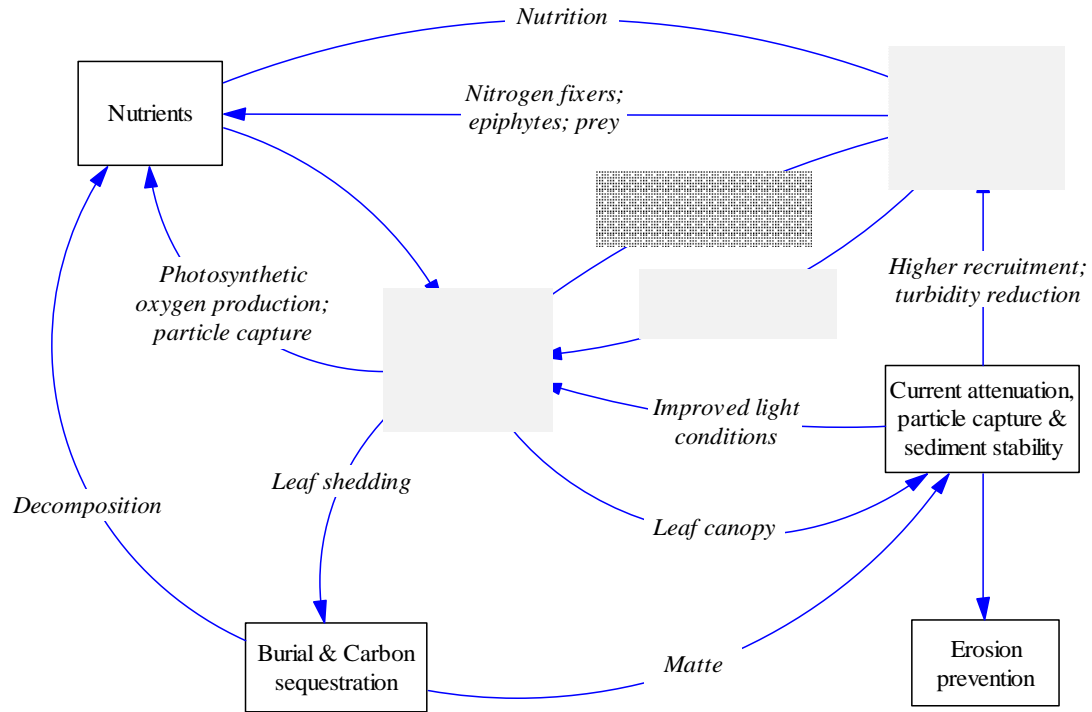 Nutrition
Nutrients
Nitrogen fixers;
epiphytes; prey
Photosynthetic
oxygen production;
particle capture
Higher recruitment;
turbidity reduction
Current attenuation,
particle capture &
sediment stability
Improved light
conditions
Leaf shedding
Decomposition
Leaf canopy
Burial & Carbon
sequestration
Matte
Erosion
prevention